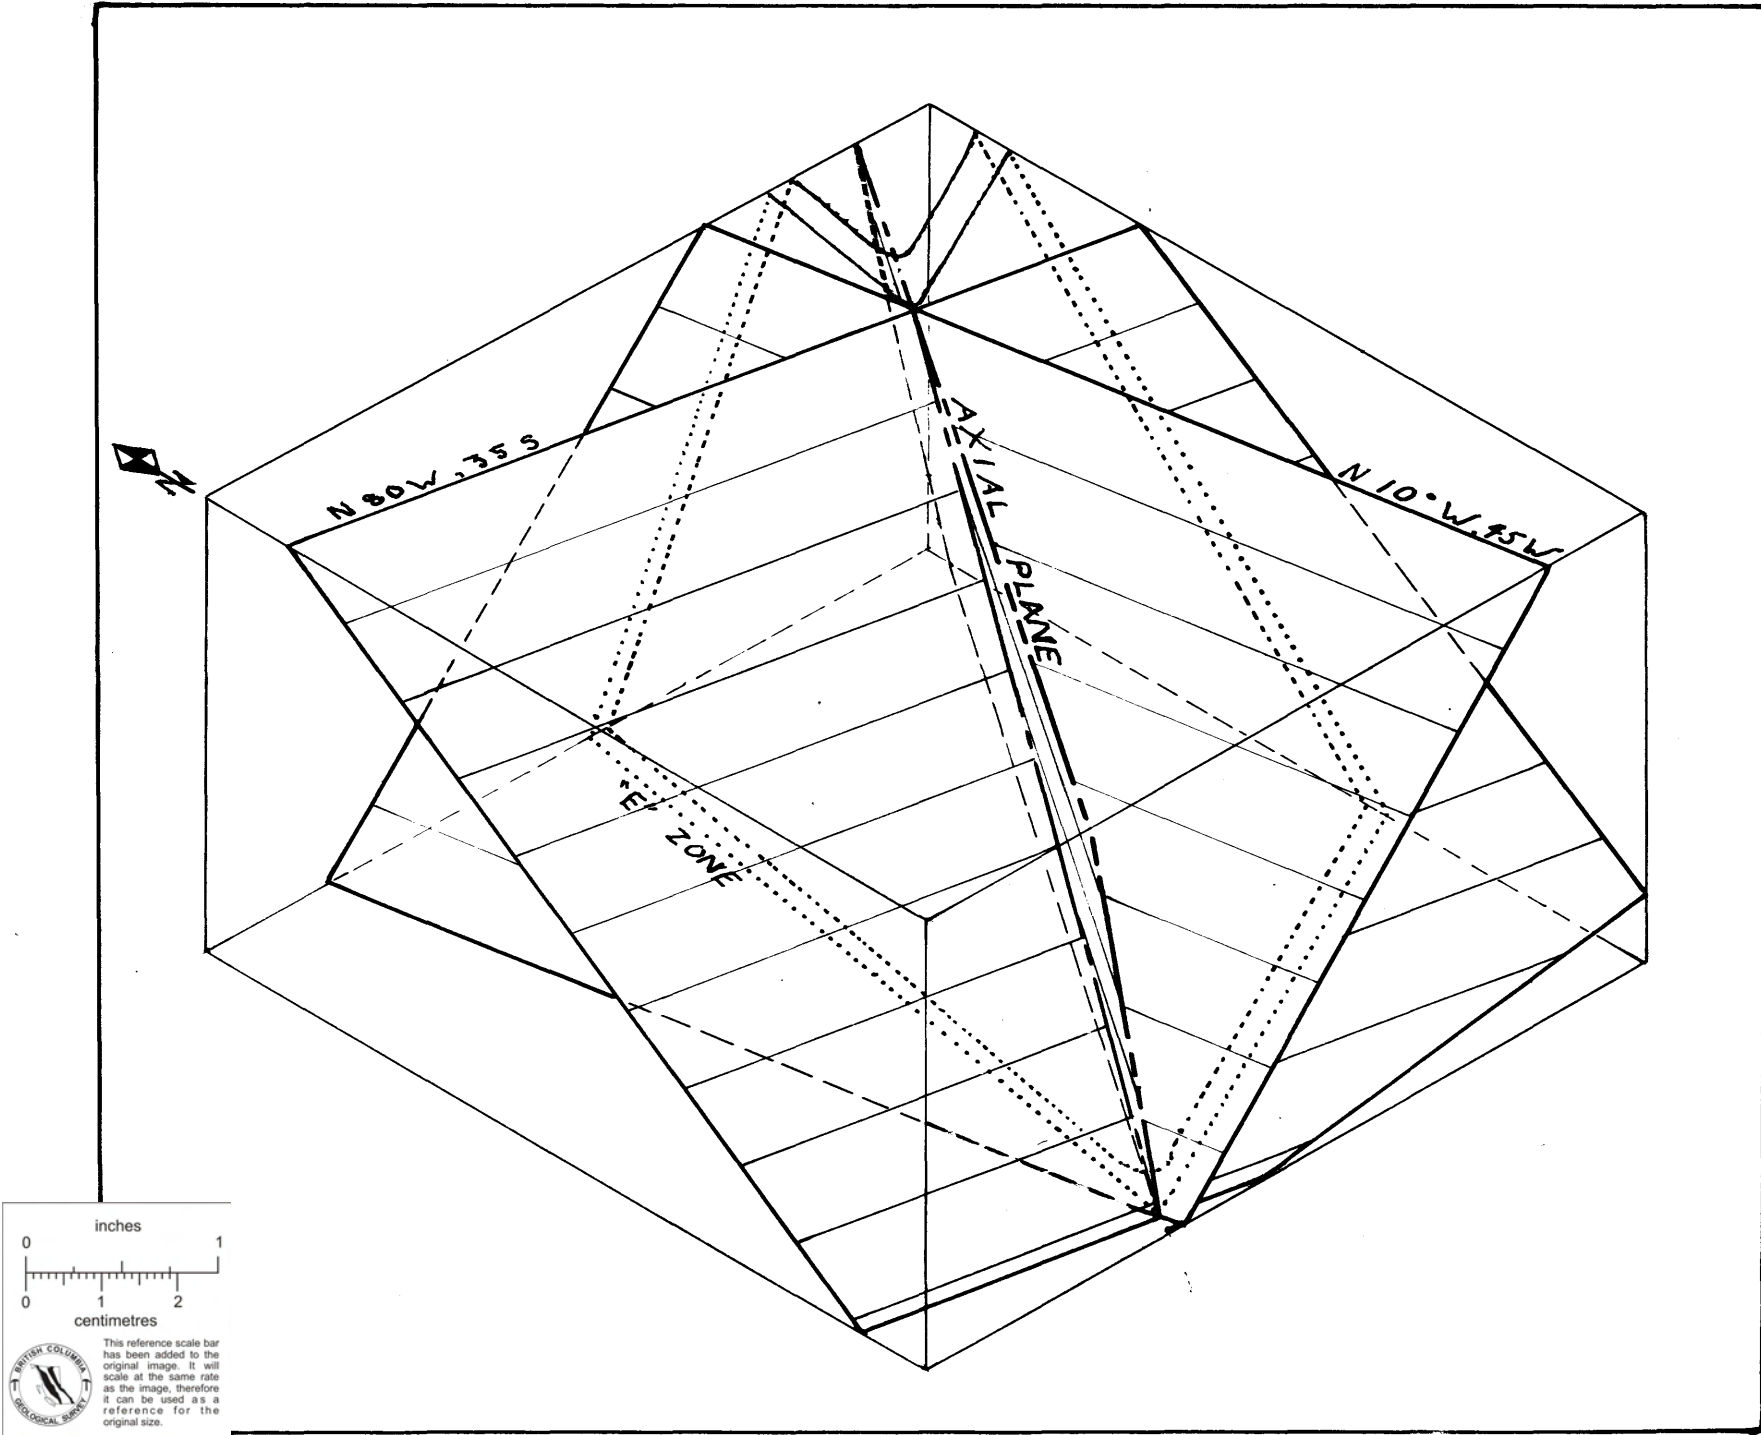 N 80 W , 35 S
N 10° W, 45 W
N
AXIAL PLANE
"E" ZONE
inches
0 1
0 1 2
centimetres
This reference scale bar
has been added to the
original image. It will
scale at the same rate
as the image, therefore
it can be used as a
reference for the
original size.
BRITISH COLUMBIA
GEOLOGICAL SURVEY